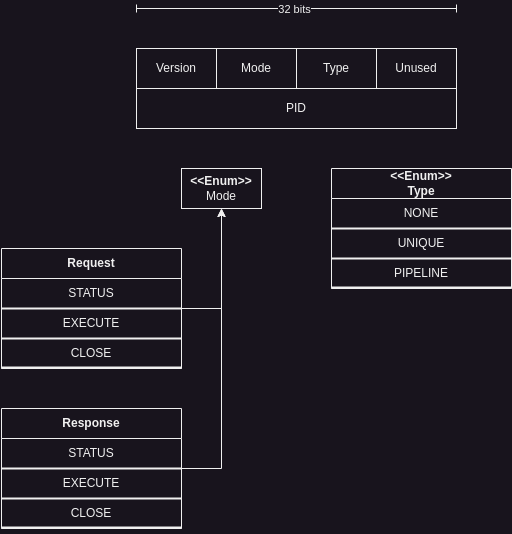 32 bits
Version Mode Type Unused
PID
<<Enum>>
Mode
<<Enum>>
Type
NONE
UNIQUE
PIPELINE
Request
STATUS
EXECUTE
CLOSE
Response
STATUS
EXECUTE
CLOSE